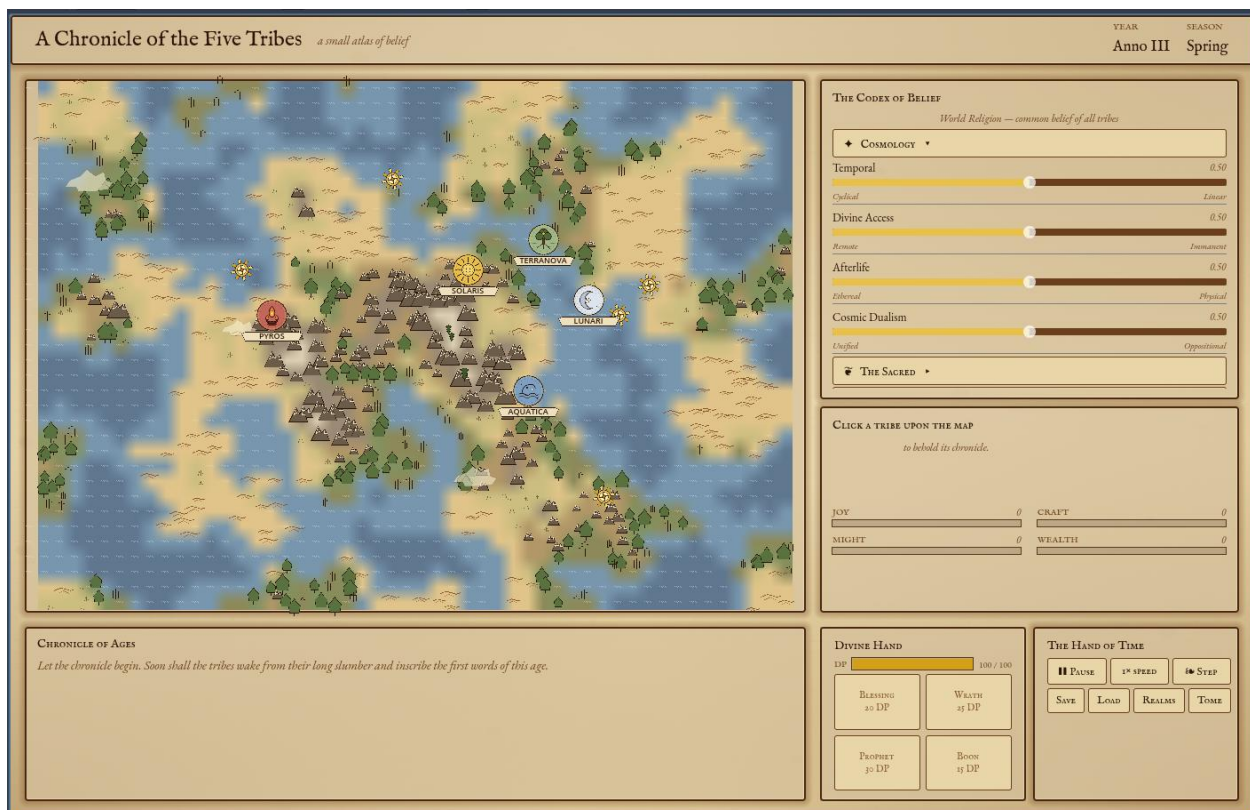 A Chronicle of the Five Tribes a small atlas of belief
YEAR SEASON
Anno III Spring
TERRANOVA
SOLARIS
LUNARI
PYROS
AQUATICA
The Codex of Belief
World Religion — common belief of all tribes
Cosmology
Temporal 0.50
Cyclical Linear
Divine Access 0.50
Remote Immanent
Afterlife 0.50
Ethereal Physical
Cosmic Dualism 0.50
Unified Oppositional
The Sacred
Click a tribe upon the map
to behold its chronicle.
JOY 0 CRAFT 0
MIGHT 0 WEALTH 0
Chronicle of Ages
Let the chronicle begin. Soon shall the tribes wake from their long slumber and inscribe the first words of this age.
Divine Hand
DP 100 / 100
Blessing Wrath
20 DP 25 DP
Prophet Boon
30 DP 15 DP
The Hand of Time
Pause 1× speed Step
Save Load Realms Tome